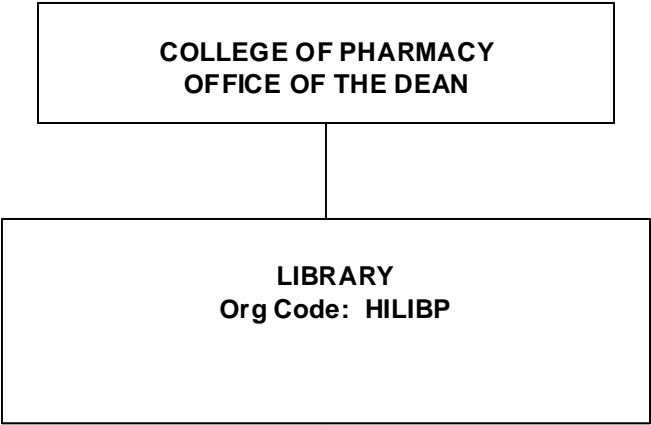 COLLEGE OF PHARMACY
OFFICE OF THE DEAN
LIBRARY
Org Code: HILIBP